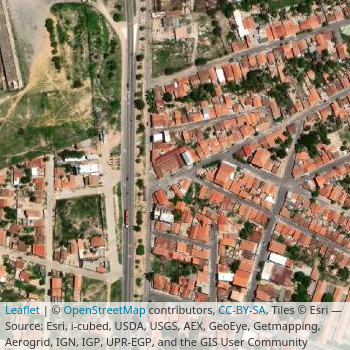 Leaflet | © OpenStreetMap contributors, CC-BY-SA, Tiles © Esri —
Source: Esri, i-cubed, USDA, USGS, AEX, GeoEye, Getmapping,
Aerogrid, IGN, IGP, UPR-EGP, and the GIS User Community